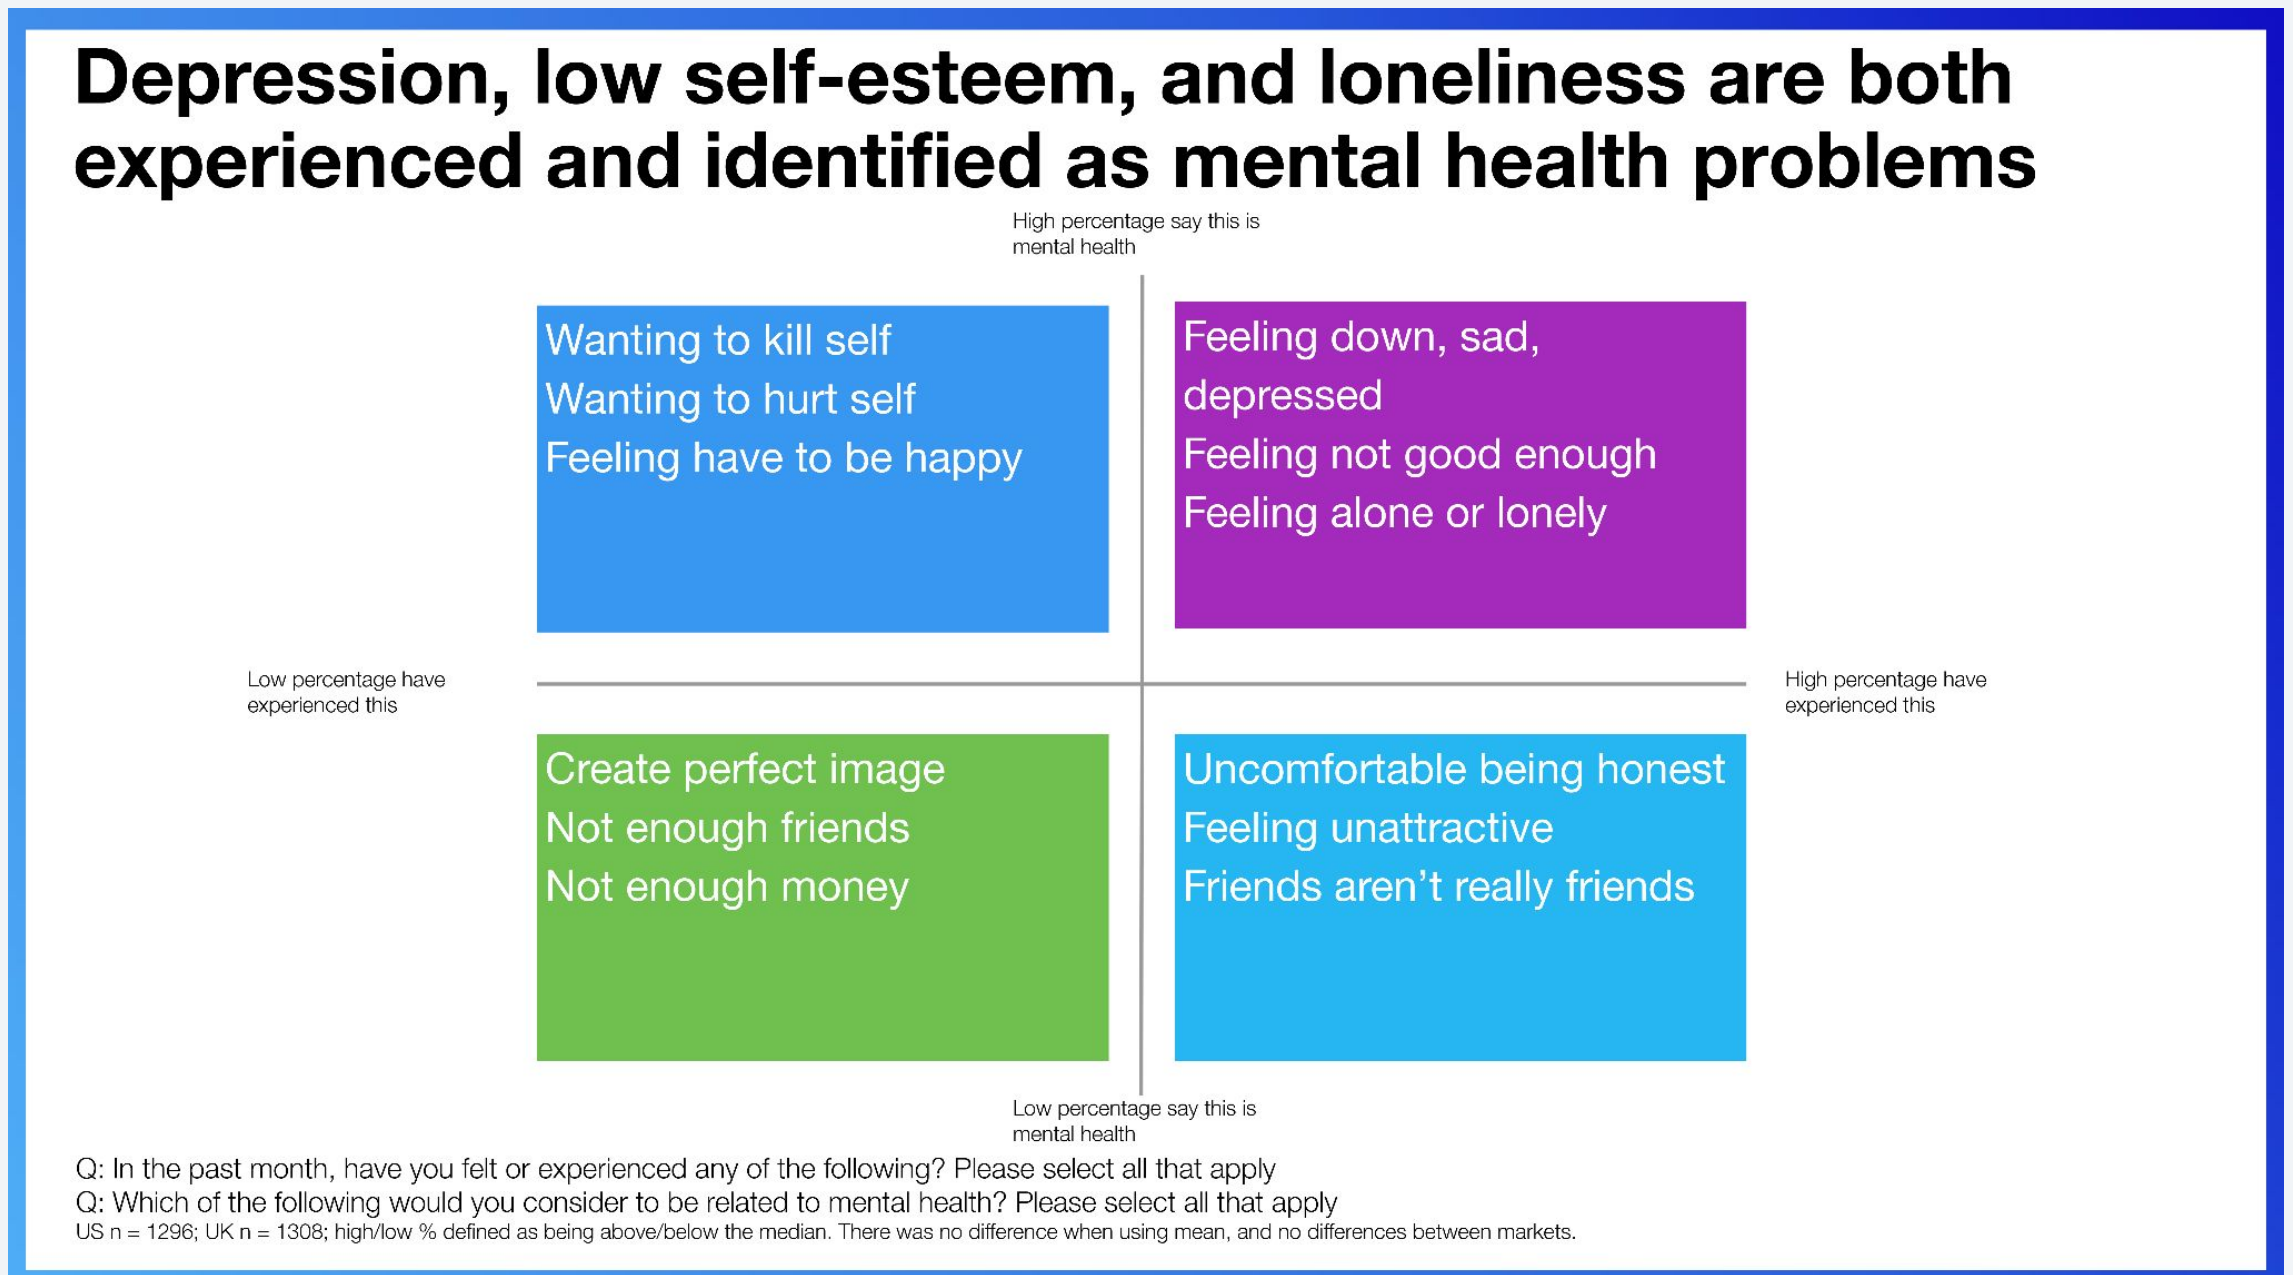 Depression, low self-esteem, and loneliness are both
experienced and identified as mental health problems
High percentage say this is
mental health
Wanting to kill self
Wanting to hurt self
Feeling have to be happy
Feeling down, sad,
depressed
Feeling not good enough
Feeling alone or lonely
Low percentage have
experienced this
High percentage have
experienced this
Create perfect image
Not enough friends
Not enough money
Uncomfortable being honest
Feeling unattractive
Friends aren’t really friends
Low percentage say this is
mental health
Q: In the past month, have you felt or experienced any of the following? Please select all that apply
Q: Which of the following would you consider to be related to mental health? Please select all that apply
US n = 1296; UK n = 1308; high/low % defined as being above/below the median. There was no difference when using mean, and no differences between markets.